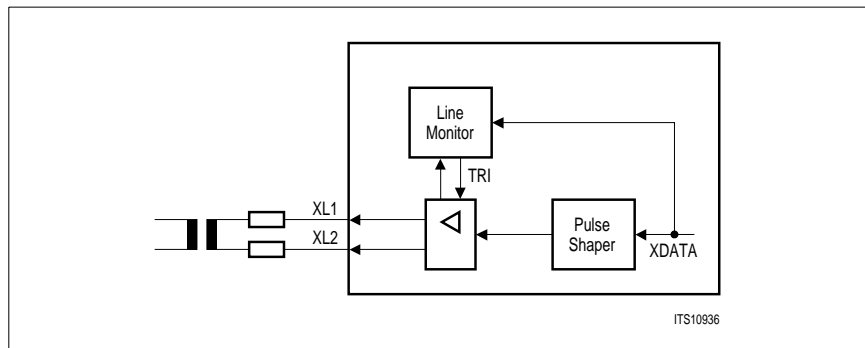 Line
Monitor
TRI
XL1
XL2
Pulse
Shaper
XDATA
ITS10936